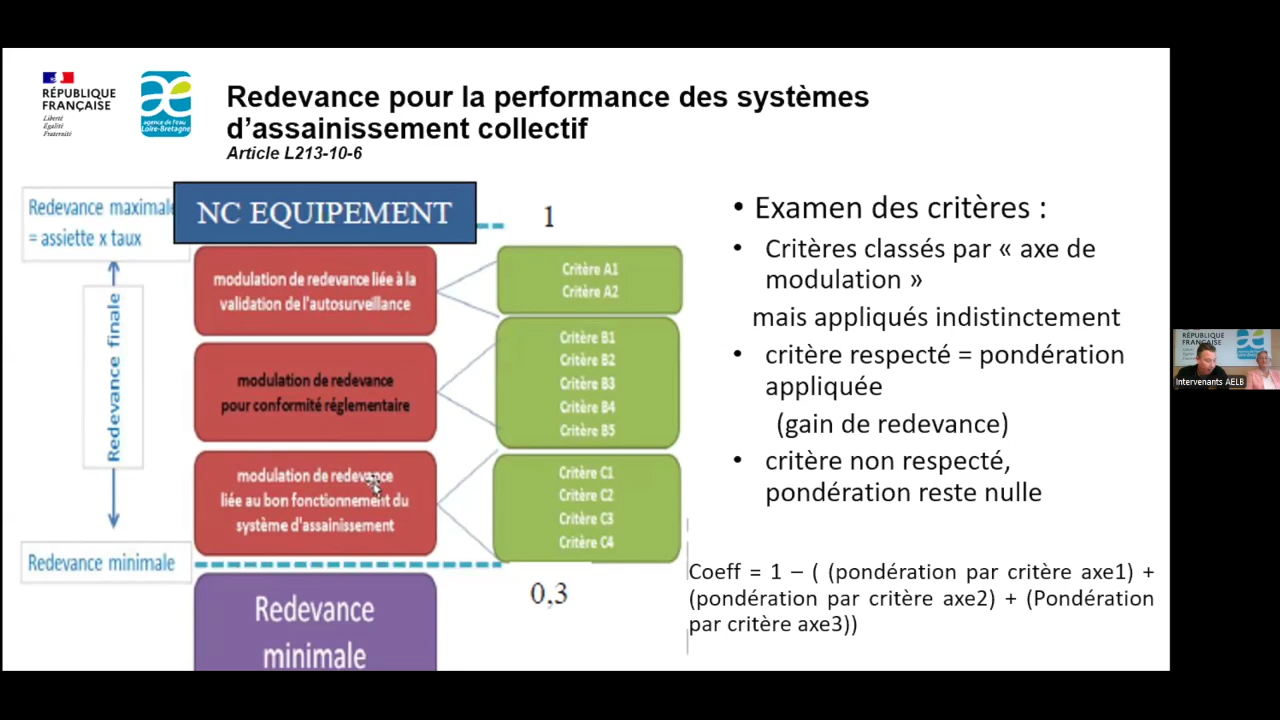 RÉPUBLIQUE
FRANÇAISE
Liberté
Égalité
Fraternité
agence de l'eau
Loire-Bretagne
Redevance pour la performance des systèmes
d’assainissement collectif
Article L213-10-6
Redevance maximale
= assiette x taux
NC EQUIPEMENT
1
Redevance finale
modulation de redevance liée à la
validation de l'autosurveillance
Critère A1
Critère A2
modulation de redevance
pour conformité réglementaire
Critère B1
Critère B2
Critère B3
Critère B4
Critère B5
modulation de redevance
liée au bon fonctionnement du
système d'assainissement
Critère C1
Critère C2
Critère C3
Critère C4
Redevance minimale
0,3
Redevance
minimale
• Examen des critères :
• Critères classés par « axe de
modulation »
mais appliqués indistinctement
• critère respecté = pondération
appliquée
(gain de redevance)
• critère non respecté,
pondération reste nulle
Coeff = 1 – ( (pondération par critère axe1) +
(pondération par critère axe2) + (Pondération
par critère axe3))
RÉPUBLIQUE
FRANÇAISE
Intervenants AELB